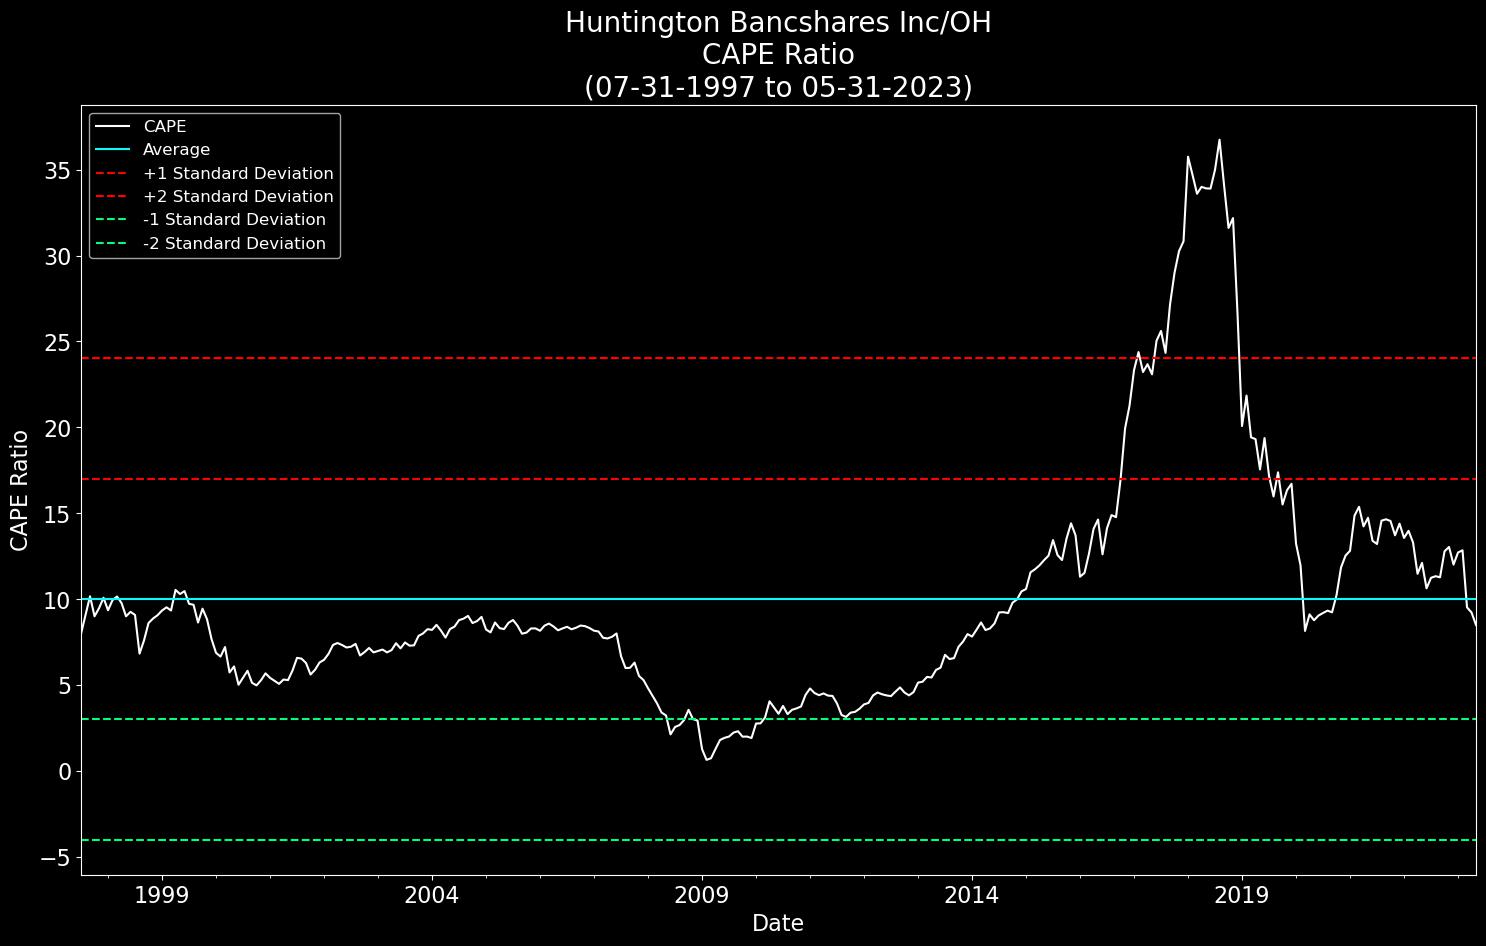 Huntington Bancshares Inc/OH
CAPE Ratio
(07-31-1997 to 05-31-2023)
CAPE
Average
+1 Standard Deviation
+2 Standard Deviation
-1 Standard Deviation
-2 Standard Deviation
35
30
25
20
15
10
5
0
−5
CAPE Ratio
1999
2004
2009
2014
2019
Date